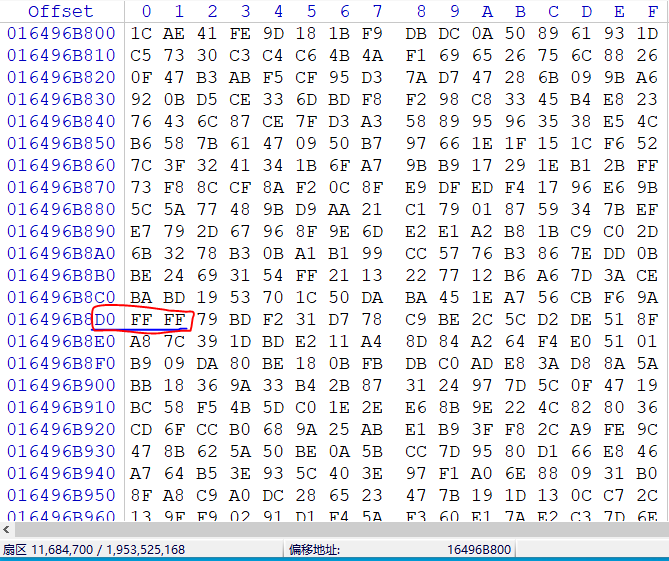 Offset 0 1 2 3 4 5 6 7 8 9 A B C D E F
016496B800 1C AE 41 FE 9D 18 1B F9 DB DC 0A 50 89 61 93 1D
016496B810 C5 73 30 C3 C4 C6 4B 4A F1 69 65 26 75 6C 88 26
016496B820 0F 47 B3 AB F5 CF 95 D3 7A D7 47 28 6B 09 9B A6
016496B830 92 0B D5 CE 33 6D BD F8 F2 98 C8 33 45 B4 E8 23
016496B840 76 43 6C 87 CE 7F D3 A3 58 89 95 96 35 38 E5 4C
016496B850 B6 58 7B 61 47 09 50 B7 97 66 1E 1F 15 1C F6 52
016496B860 7C 3F 32 41 34 1B 6F A7 9B B9 17 29 1E B1 2B FF
016496B870 73 F8 8C CF 8A F2 0C 8F E9 DF ED F4 17 96 E6 9B
016496B880 5C 5A 77 48 9B D9 AA 21 C1 79 01 87 59 34 7B EF
016496B890 E7 79 2D 67 96 8F 9E 6D E2 E1 A2 B8 1B C9 C0 2D
016496B8A0 6B 32 78 B3 0B A1 B1 99 CC 57 76 B3 86 7E DD 0B
016496B8B0 BE 24 69 31 54 FF 21 13 22 77 12 B6 A6 7D 3A CE
016496B8C0 BA BD 19 53 70 1C 50 DA BA 45 1E A7 56 CB F6 9A
016496B8D0 FF FF 79 BD F2 31 D7 78 C9 BE 2C 5C D2 DE 51 8F
016496B8E0 A8 7C 39 1D BD E2 11 A4 8D 84 A2 64 F4 E0 51 01
016496B8F0 B9 09 DA 80 BE 18 0B FB DB C0 AD E8 3A D8 8A 5A
016496B900 BB 18 36 9A 33 B4 2B 87 31 24 97 7D 5C 0F 47 19
016496B910 BC 58 F5 4B 5D C0 1E 2E E6 8B 9E 22 4C 82 80 36
016496B920 CD 6F CC B0 68 9A 25 AB E1 B9 3F F8 2C A9 FE 9C
016496B930 47 8B 62 5A 50 BE 0A 5B CC 7D 95 80 D1 66 E8 46
016496B940 A7 64 B5 3E 93 5C 40 3E 97 F1 A0 6E 88 09 31 B0
016496B950 8F A8 C9 A0 DC 28 65 23 47 7B 19 1D 13 0C C7 2C
016496B960 13 9F F9 02 91 D1 F4 5A F3 60 E1 7A E2 C3 7D 6E
扇区 11,684,700 / 1,953,525,168 偏移地址: 16496B800